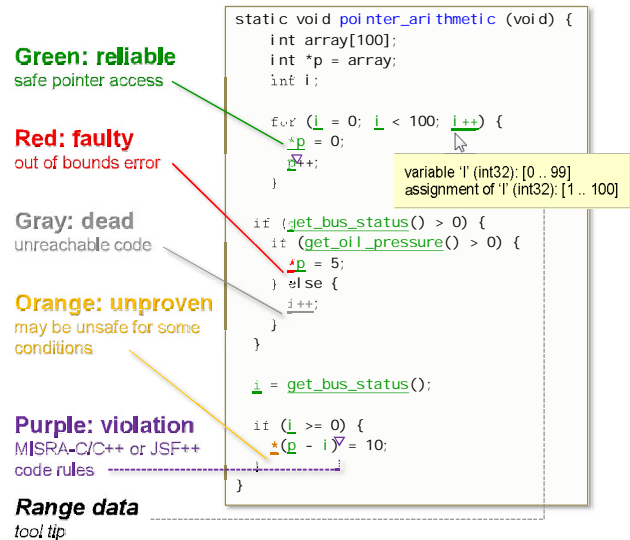 static void pointer_arithmetic (void) {
int array[100];
int *p = array;
int i;
for (i = 0; i < 100; i++) {
*p = 0;
p++;
}
variable 'I' (int32): [0 .. 99]
assignment of 'I' (int32): [1 .. 100]
if (get_bus_status() > 0) {
if (get_oil_pressure() > 0) {
*p = 5;
} else {
i++;
}
}
i = get_bus_status();
if (i >= 0) {
*(p - i) = 10;
}
}
Green: reliable
safe pointer access
Red: faulty
out of bounds error
Gray: dead
unreachable code
Orange: unproven
may be unsafe for some
conditions
Purple: violation
MISRA-C/C++ or JSF++
code rules
Range data
tool tip